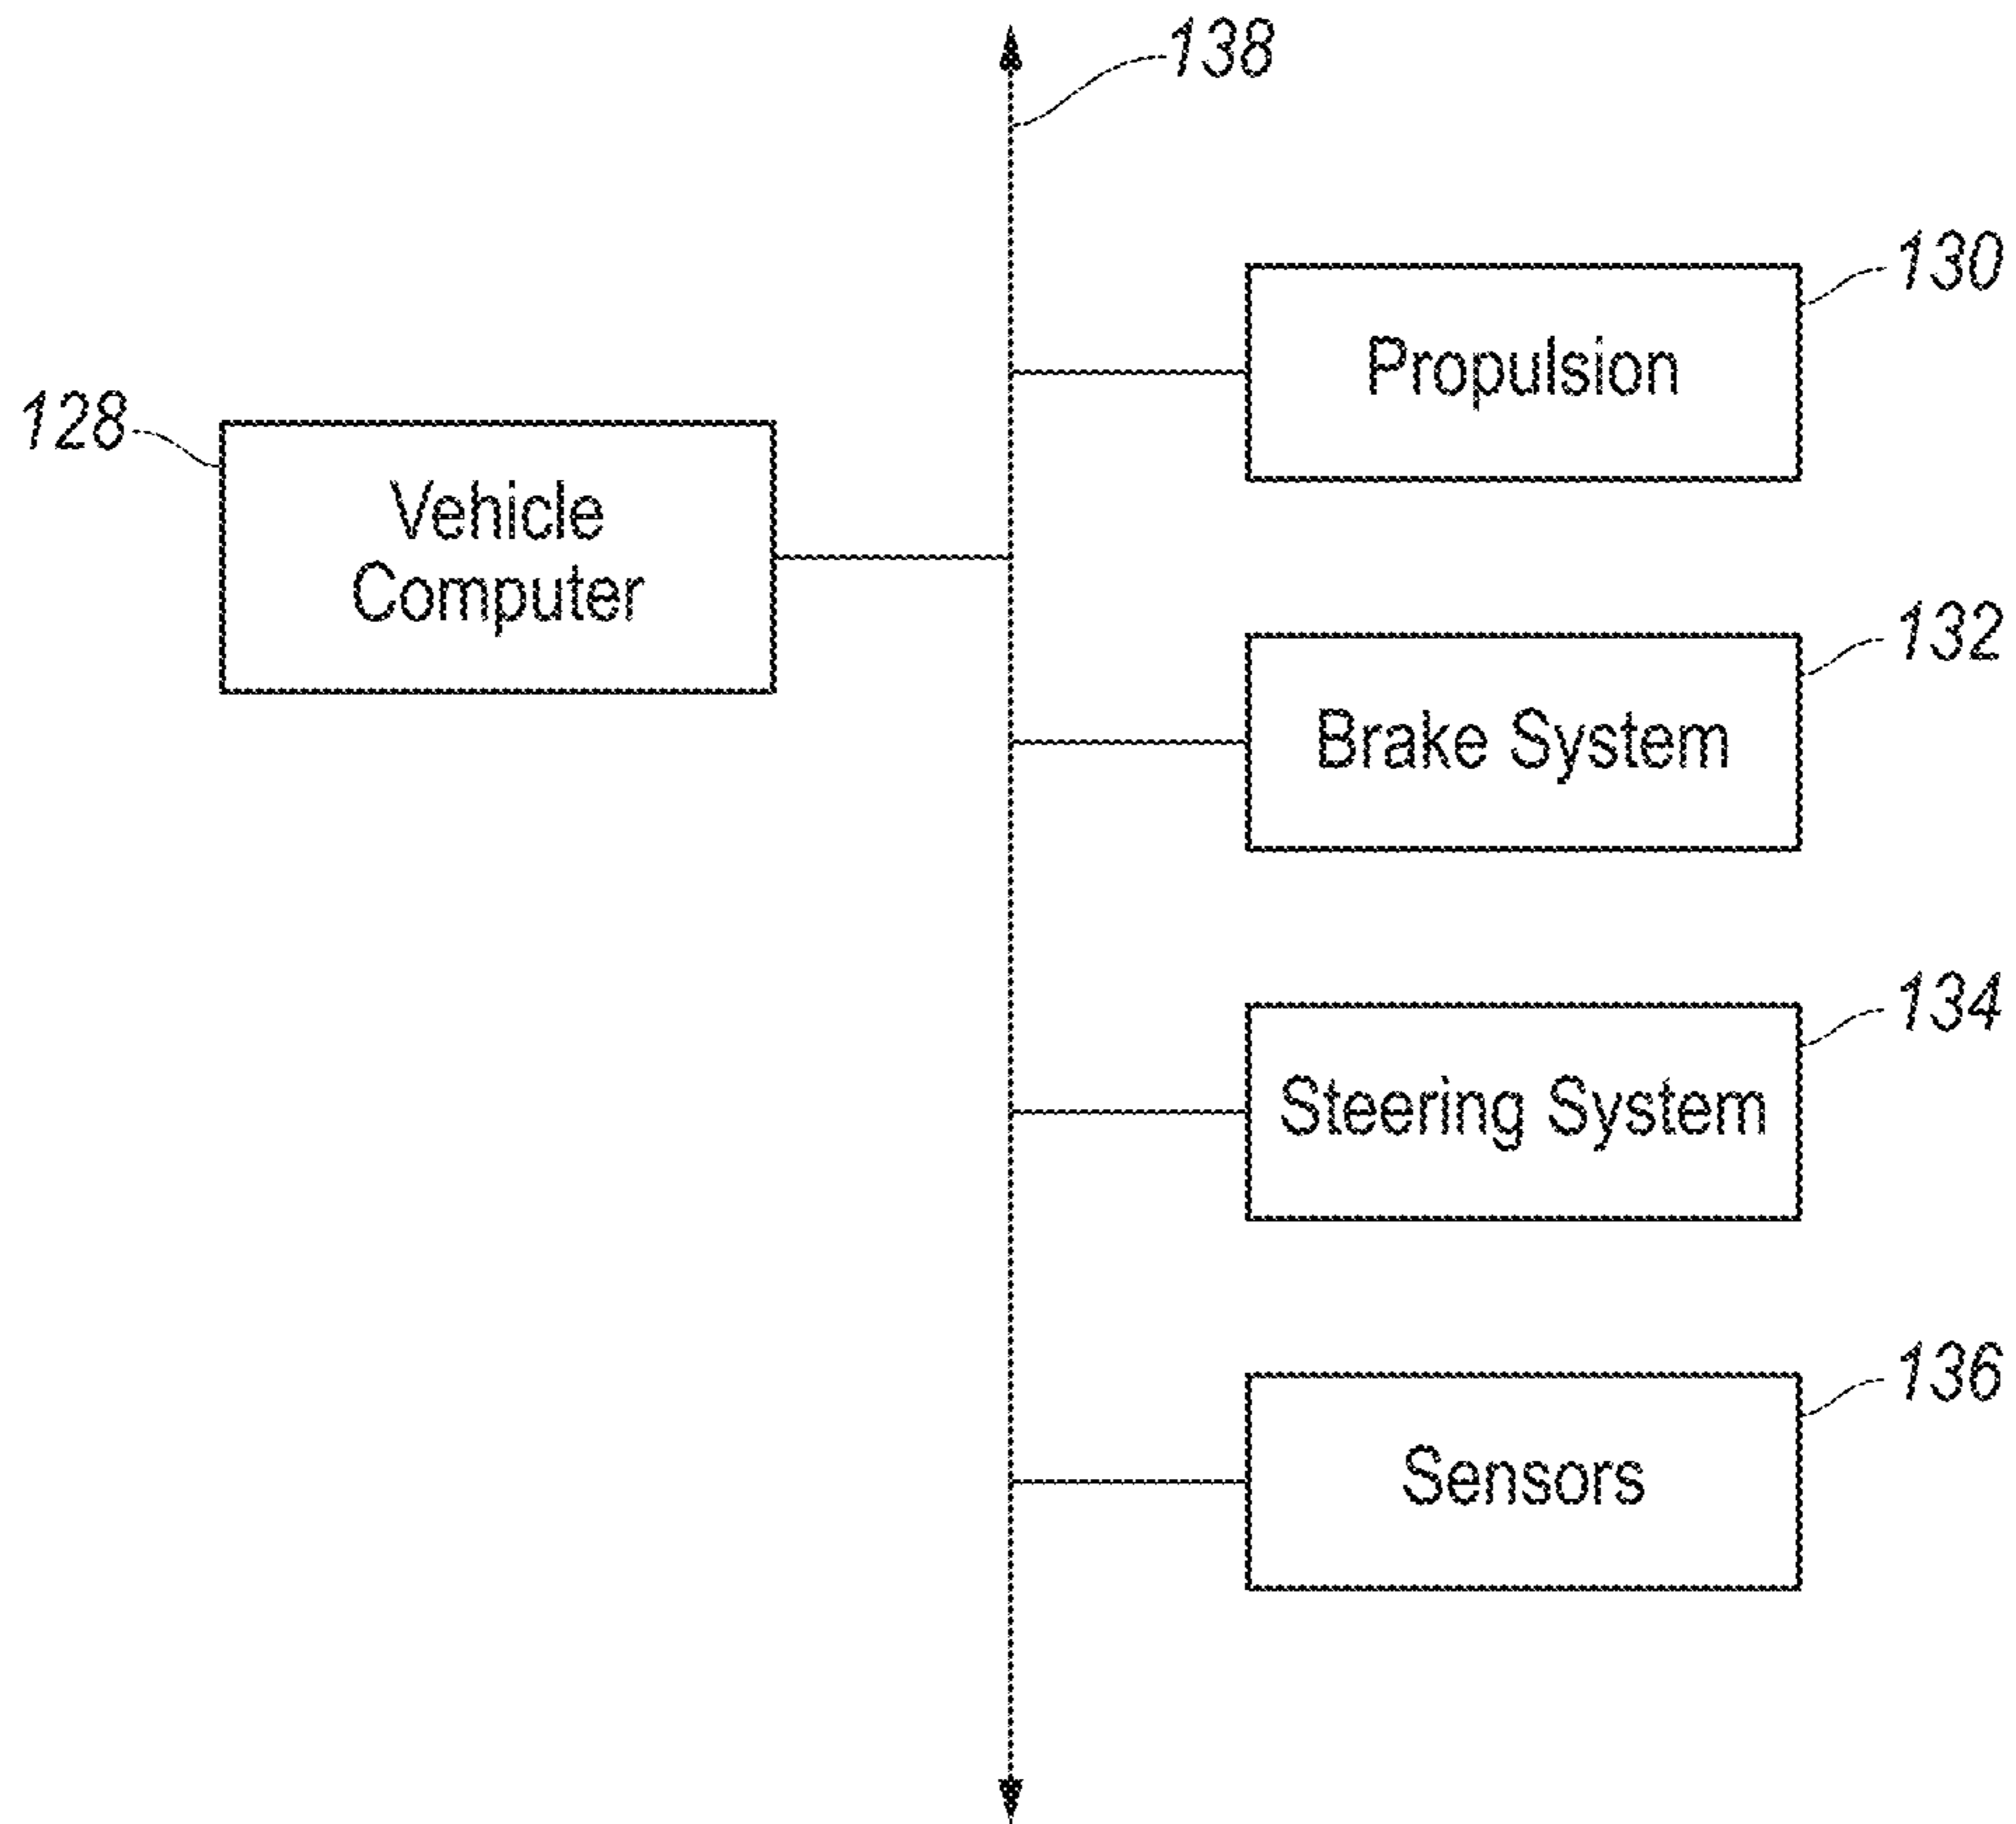 138
130
Propulsion
128
Vehicle
Computer
132
Brake System
134
Steering System
136
Sensors